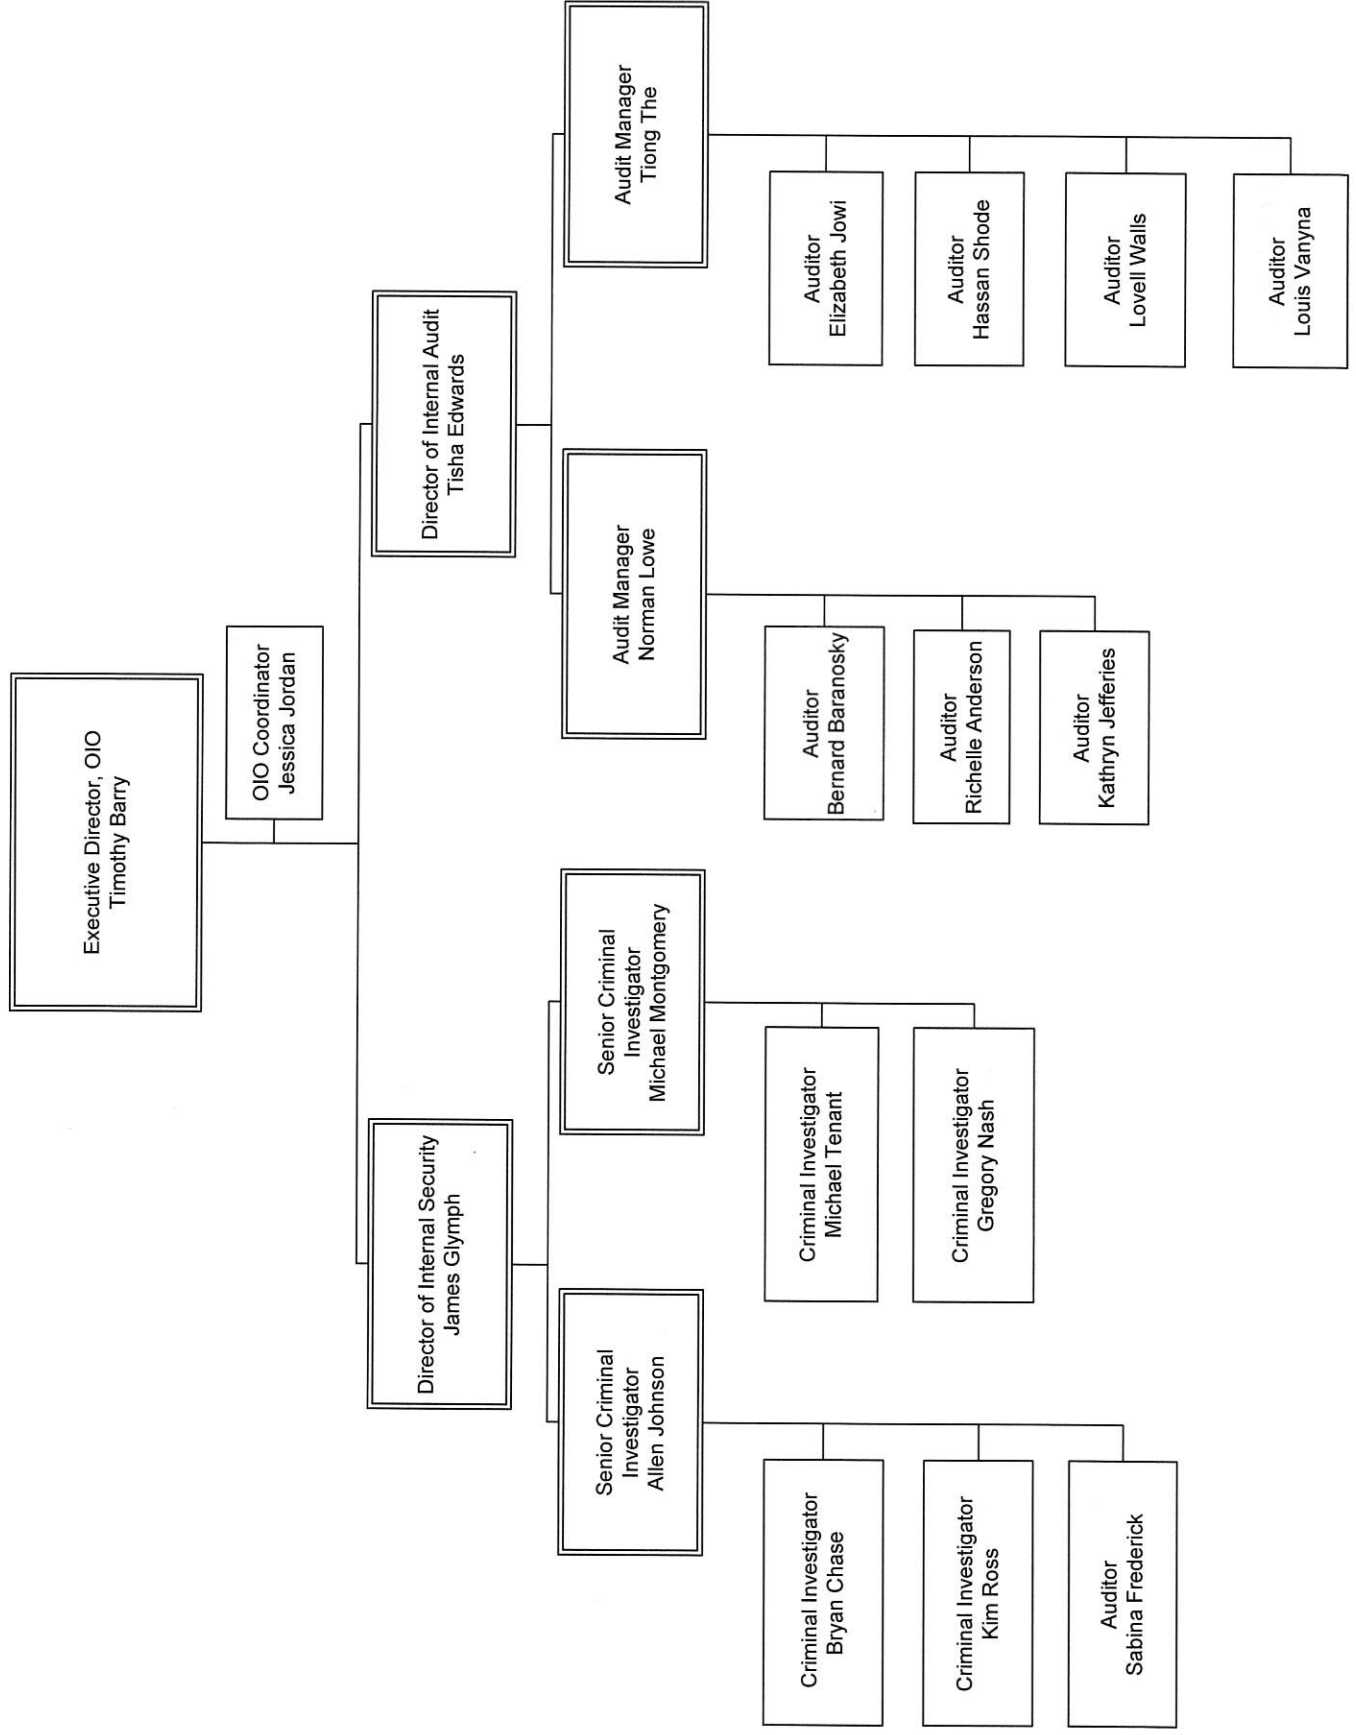 Executive Director, OIO
Timothy Barry
OIO Coordinator
Jessica Jordan
Director of Internal Security
James Glymph
Director of Internal Audit
Tisha Edwards
Senior Criminal
Investigator
Allen Johnson
Senior Criminal
Investigator
Michael Montgomery
Audit Manager
Norman Lowe
Audit Manager
Tiong The
Criminal Investigator
Bryan Chase
Criminal Investigator
Kim Ross
Auditor
Sabina Frederick
Criminal Investigator
Michael Tenant
Criminal Investigator
Gregory Nash
Auditor
Bernard Baranosky
Auditor
Richelle Anderson
Auditor
Kathryn Jefferies
Auditor
Elizabeth Jowi
Auditor
Hassan Shode
Auditor
Lovell Walls
Auditor
Louis Vanyna